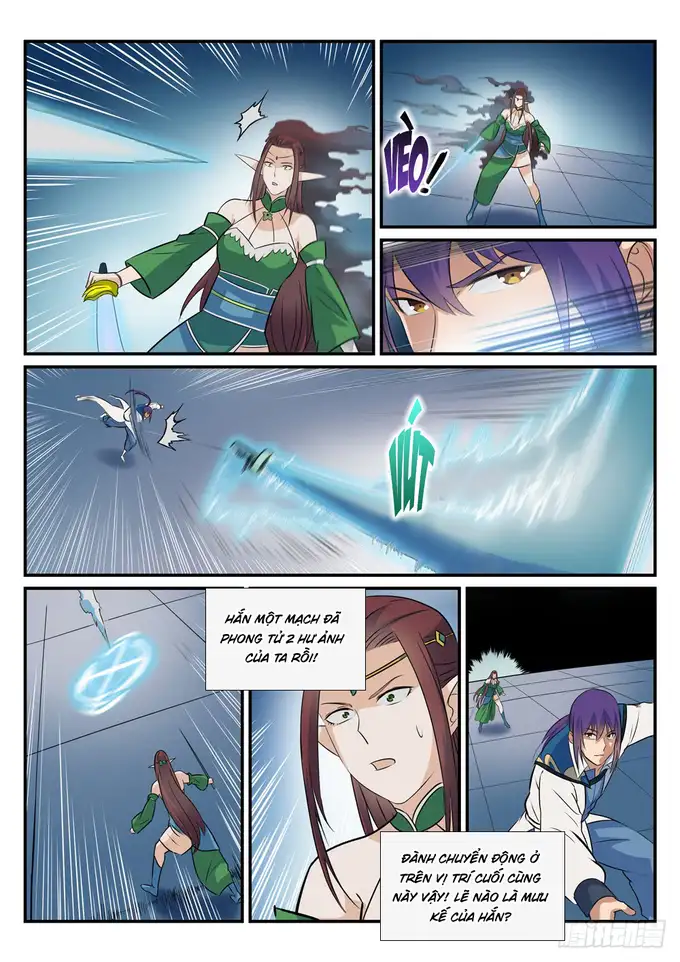 VÈO!
VÚT
HẮN MỘT MẠCH ĐÃ
PHONG TỬ 2 HƯ ẢNH
CỦA TA RỒI!
ĐÀNH CHUYỂN ĐỘNG Ở
TRÊN VỊ TRÍ CUỐI CÙNG
NÀY VẬY! LẼ NÀO LÀ MƯU
KẾ CỦA HẮN?